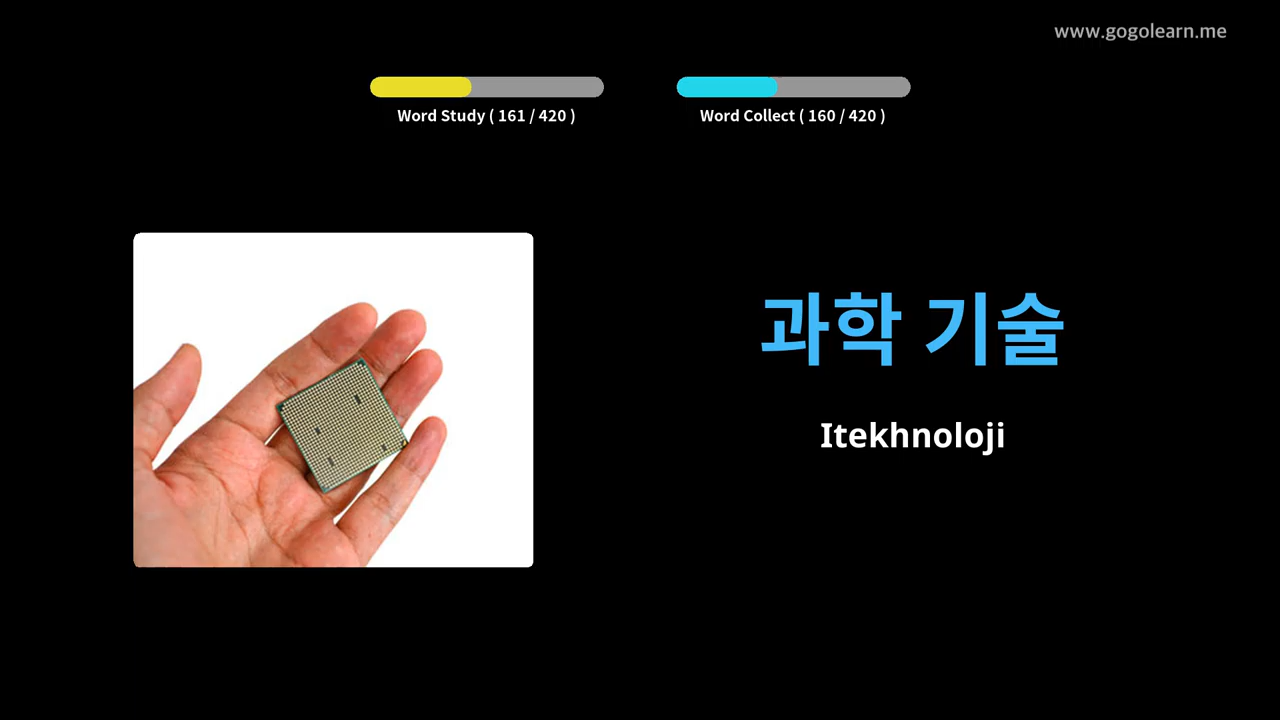 www.gogolearn.me
Word Study ( 161 / 420 )
Word Collect ( 160 / 420 )
과학 기술
Itekhnoloji